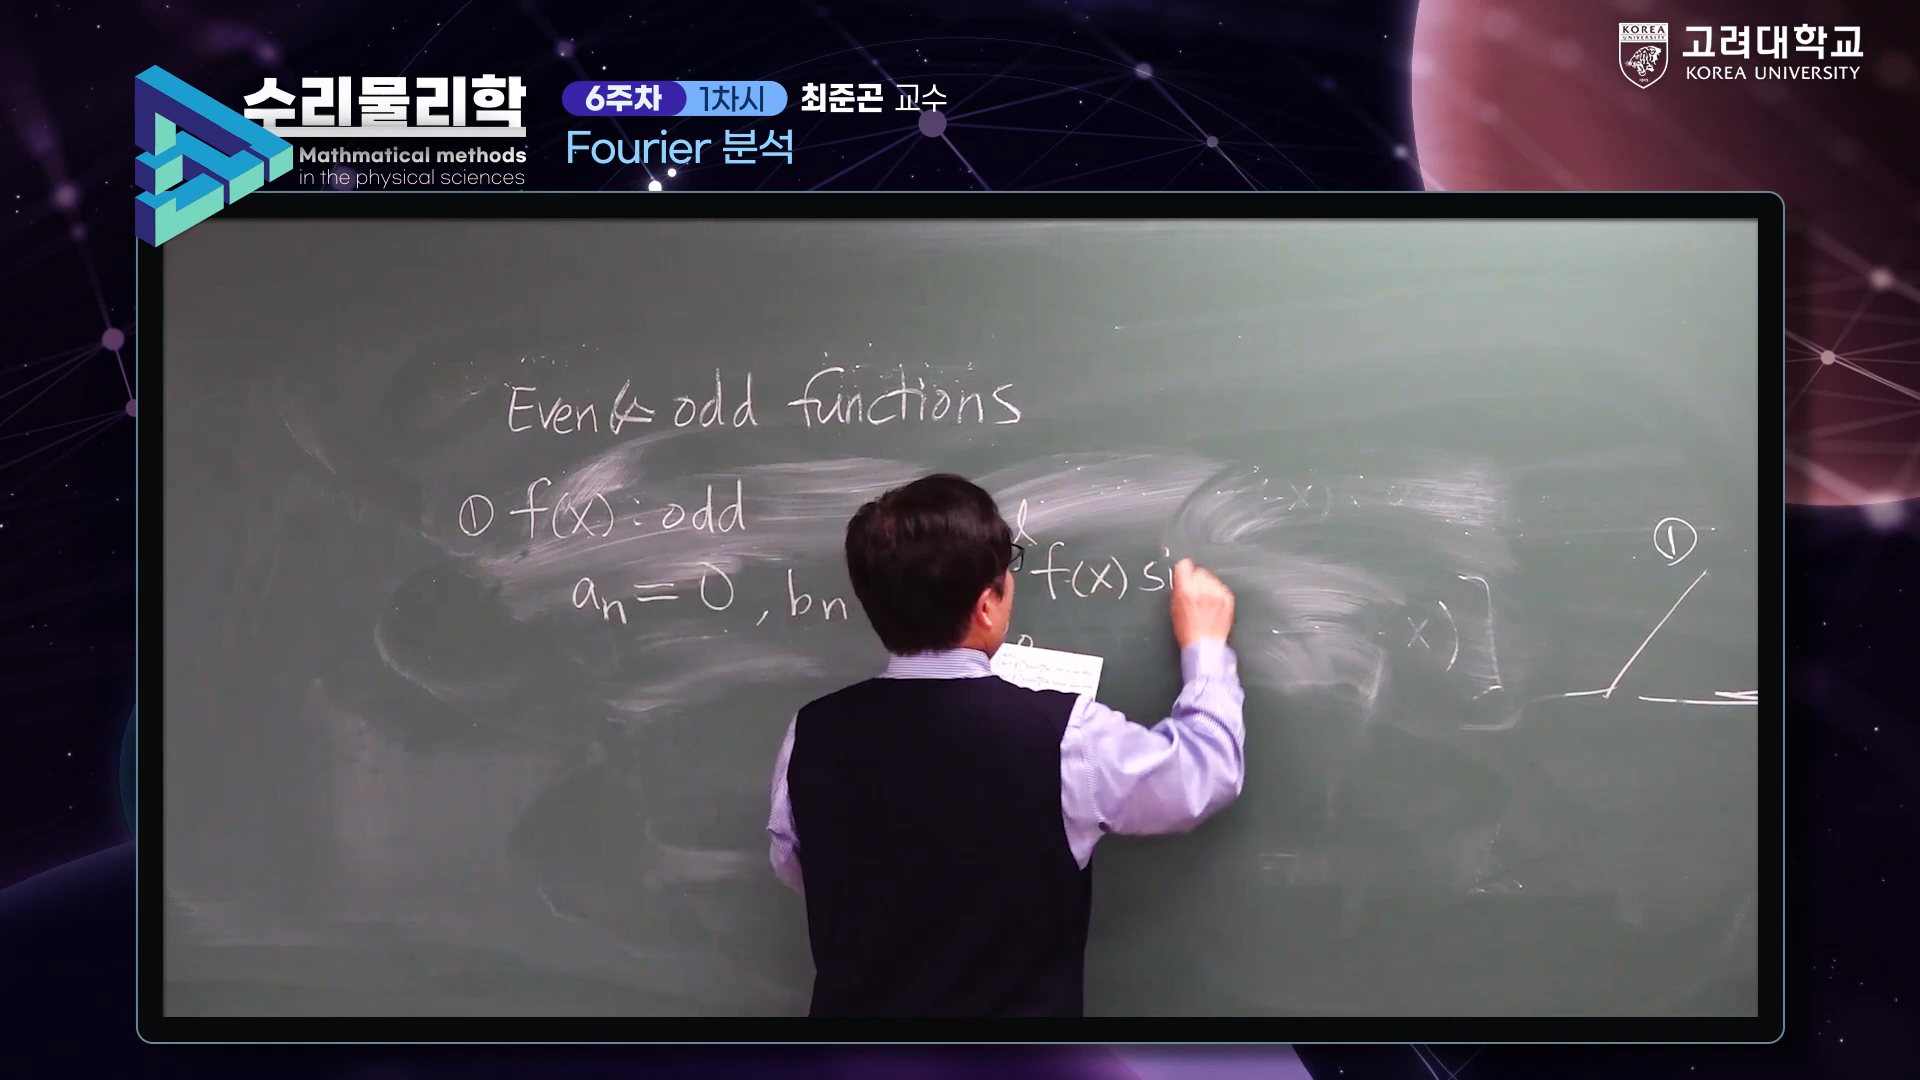 수리물리학
Mathmatical methods
in the physical sciences
6주차 1차시 최준곤 교수
Fourier 분석
KOREA
UNIVERSITY
고려대학교
KOREA UNIVERSITY
Even & odd functions
① f(x) : odd
an = 0 , bn
l
f(x) si
0
x)]
①